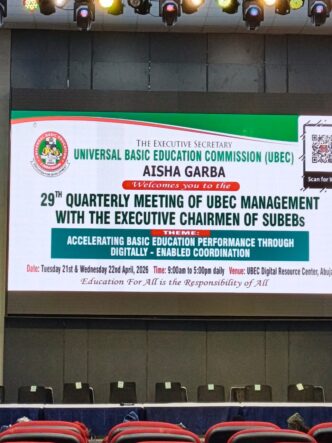 THE EXECUTIVE SECRETARY
UNIVERSAL BASIC EDUCATION COMMISSION (UBEC)
AISHA GARBA
Welcomes you to the
29TH QUARTERLY MEETING OF UBEC MANAGEMENT
WITH THE EXECUTIVE CHAIRMEN OF SUBEBs
THEME:
ACCELERATING BASIC EDUCATION PERFORMANCE THROUGH
DIGITALLY - ENABLED COORDINATION
Date: Tuesday 21st & Wednesday 22nd April, 2026 Time: 9:00am to 5:00pm daily Venue: UBEC Digital Resource Center, Abuja
Education For All is the Responsibility of All
Scan for